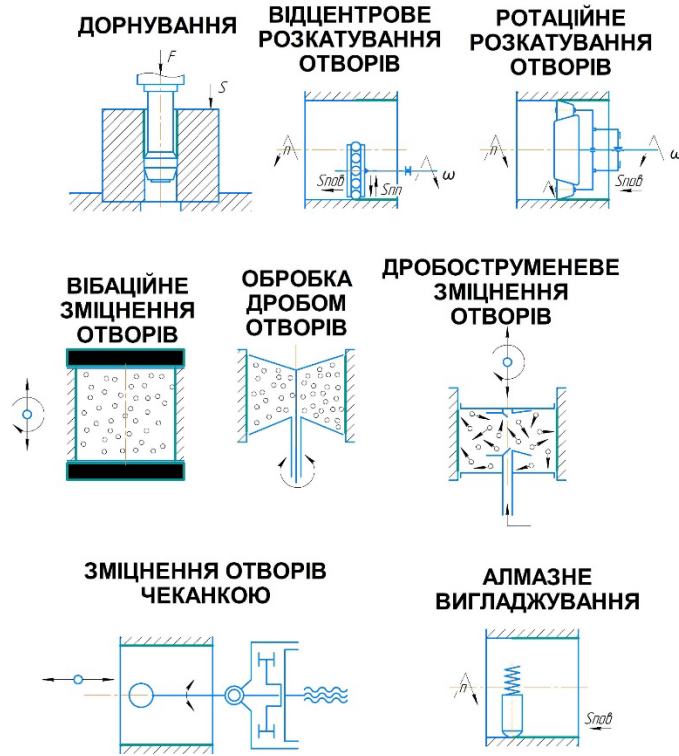 ДОРНУВАННЯ
F
S
ВІДЦЕНТРОВЕ
РОЗКАТУВАННЯ
ОТВОРІВ
n
Sпов
Sпп
ω
РОТАЦІЙНЕ
РОЗКАТУВАННЯ
ОТВОРІВ
n
Sпов
ω
ВІБАЦІЙНЕ
ЗМІЦНЕННЯ
ОТВОРІВ
ОБРОБКА
ДРОБОМ
ОТВОРІВ
ДРОБОСТРУМЕНЕВЕ
ЗМІЦНЕННЯ
ОТВОРІВ
ЗМІЦНЕННЯ ОТВОРІВ
ЧЕКАНКОЮ
АЛМАЗНЕ
ВИГЛАДЖУВАННЯ
n
Sпов